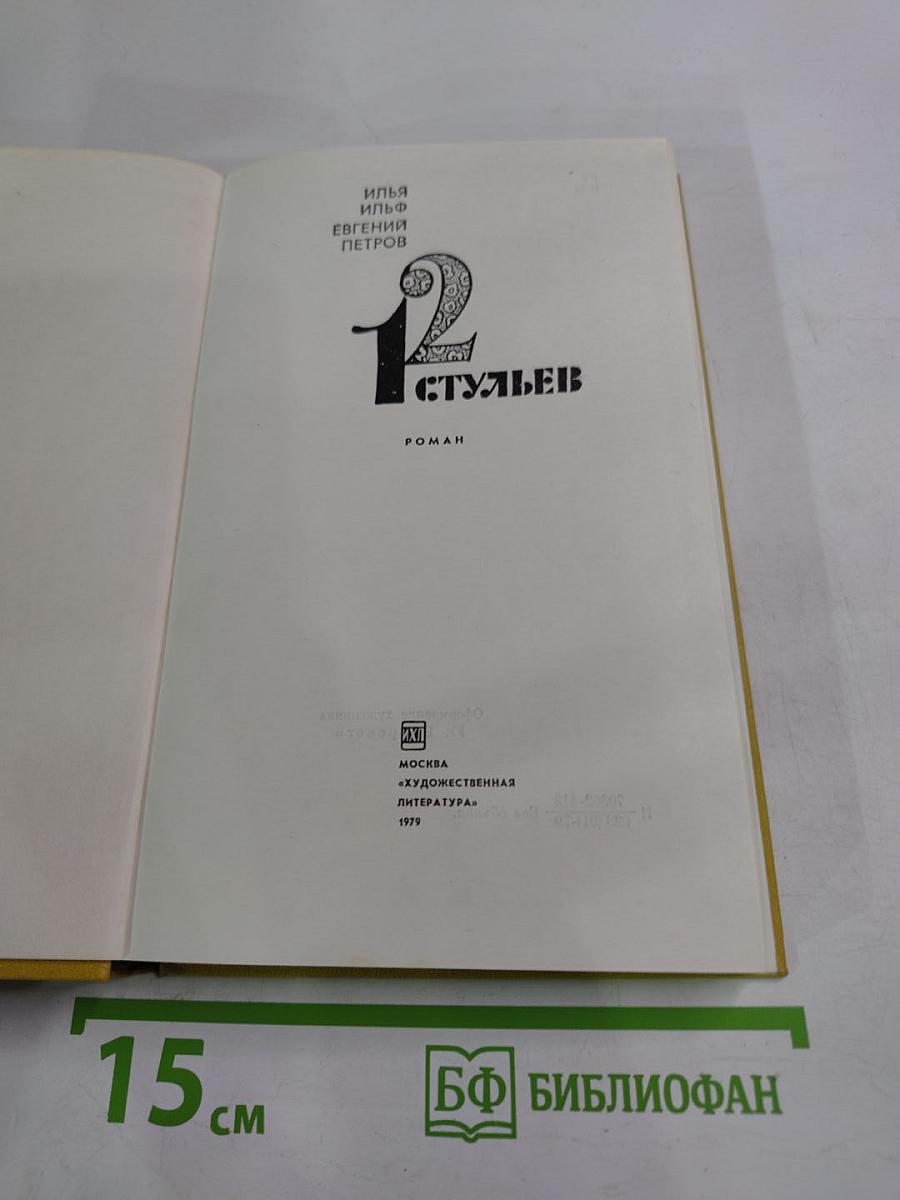 ИЛЬЯ
ИЛЬФ
ЕВГЕНИЙ
ПЕТРОВ
12
СТУЛЬЕВ
РОМАН
ИХЛ
МОСКВА
«ХУДОЖЕСТВЕННАЯ
ЛИТЕРАТУРА»
1979
15 см
БФ БИБЛИОФАН